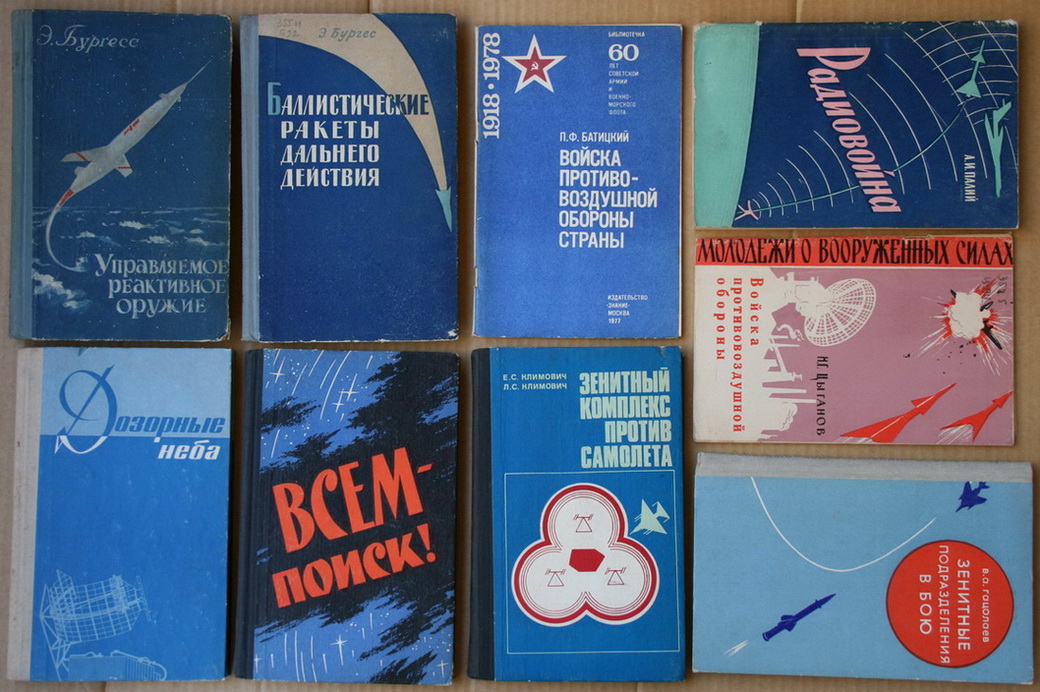 Э. Бургесс
Управляемое
реактивное
оружие
Э. Бургес
Баллистические
ракеты
дальнего
действия
1918·1978
БИБЛИОТЕЧКА
60
ЛЕТ
СОВЕТСКОЙ
АРМИИ
И
ВОЕННО-
МОРСКОГО
ФЛОТА
П.Ф. БАТИЦКИЙ
ВОЙСКА
ПРОТИВО-
ВОЗДУШНОЙ
ОБОРОНЫ
СТРАНЫ
ИЗДАТЕЛЬСТВО
«ЗНАНИЕ»
МОСКВА
1977
Радиовойна
А.И. ПАЛИЙ
МОЛОДЕЖИ О ВООРУЖЕННЫХ СИЛАХ
Войска
противовоздушной
обороны
Н.Г. Цыганов
Дозорные
неба
ВСЕМ–
ПОИСК!
Е.С. КЛИМОВИЧ
Л.С. КЛИМОВИЧ
ЗЕНИТНЫЙ
КОМПЛЕКС
ПРОТИВ
САМОЛЕТА
В.А. Гацолаев
ЗЕНИТНЫЕ
ПОДРАЗДЕЛЕНИЯ
В БОЮ